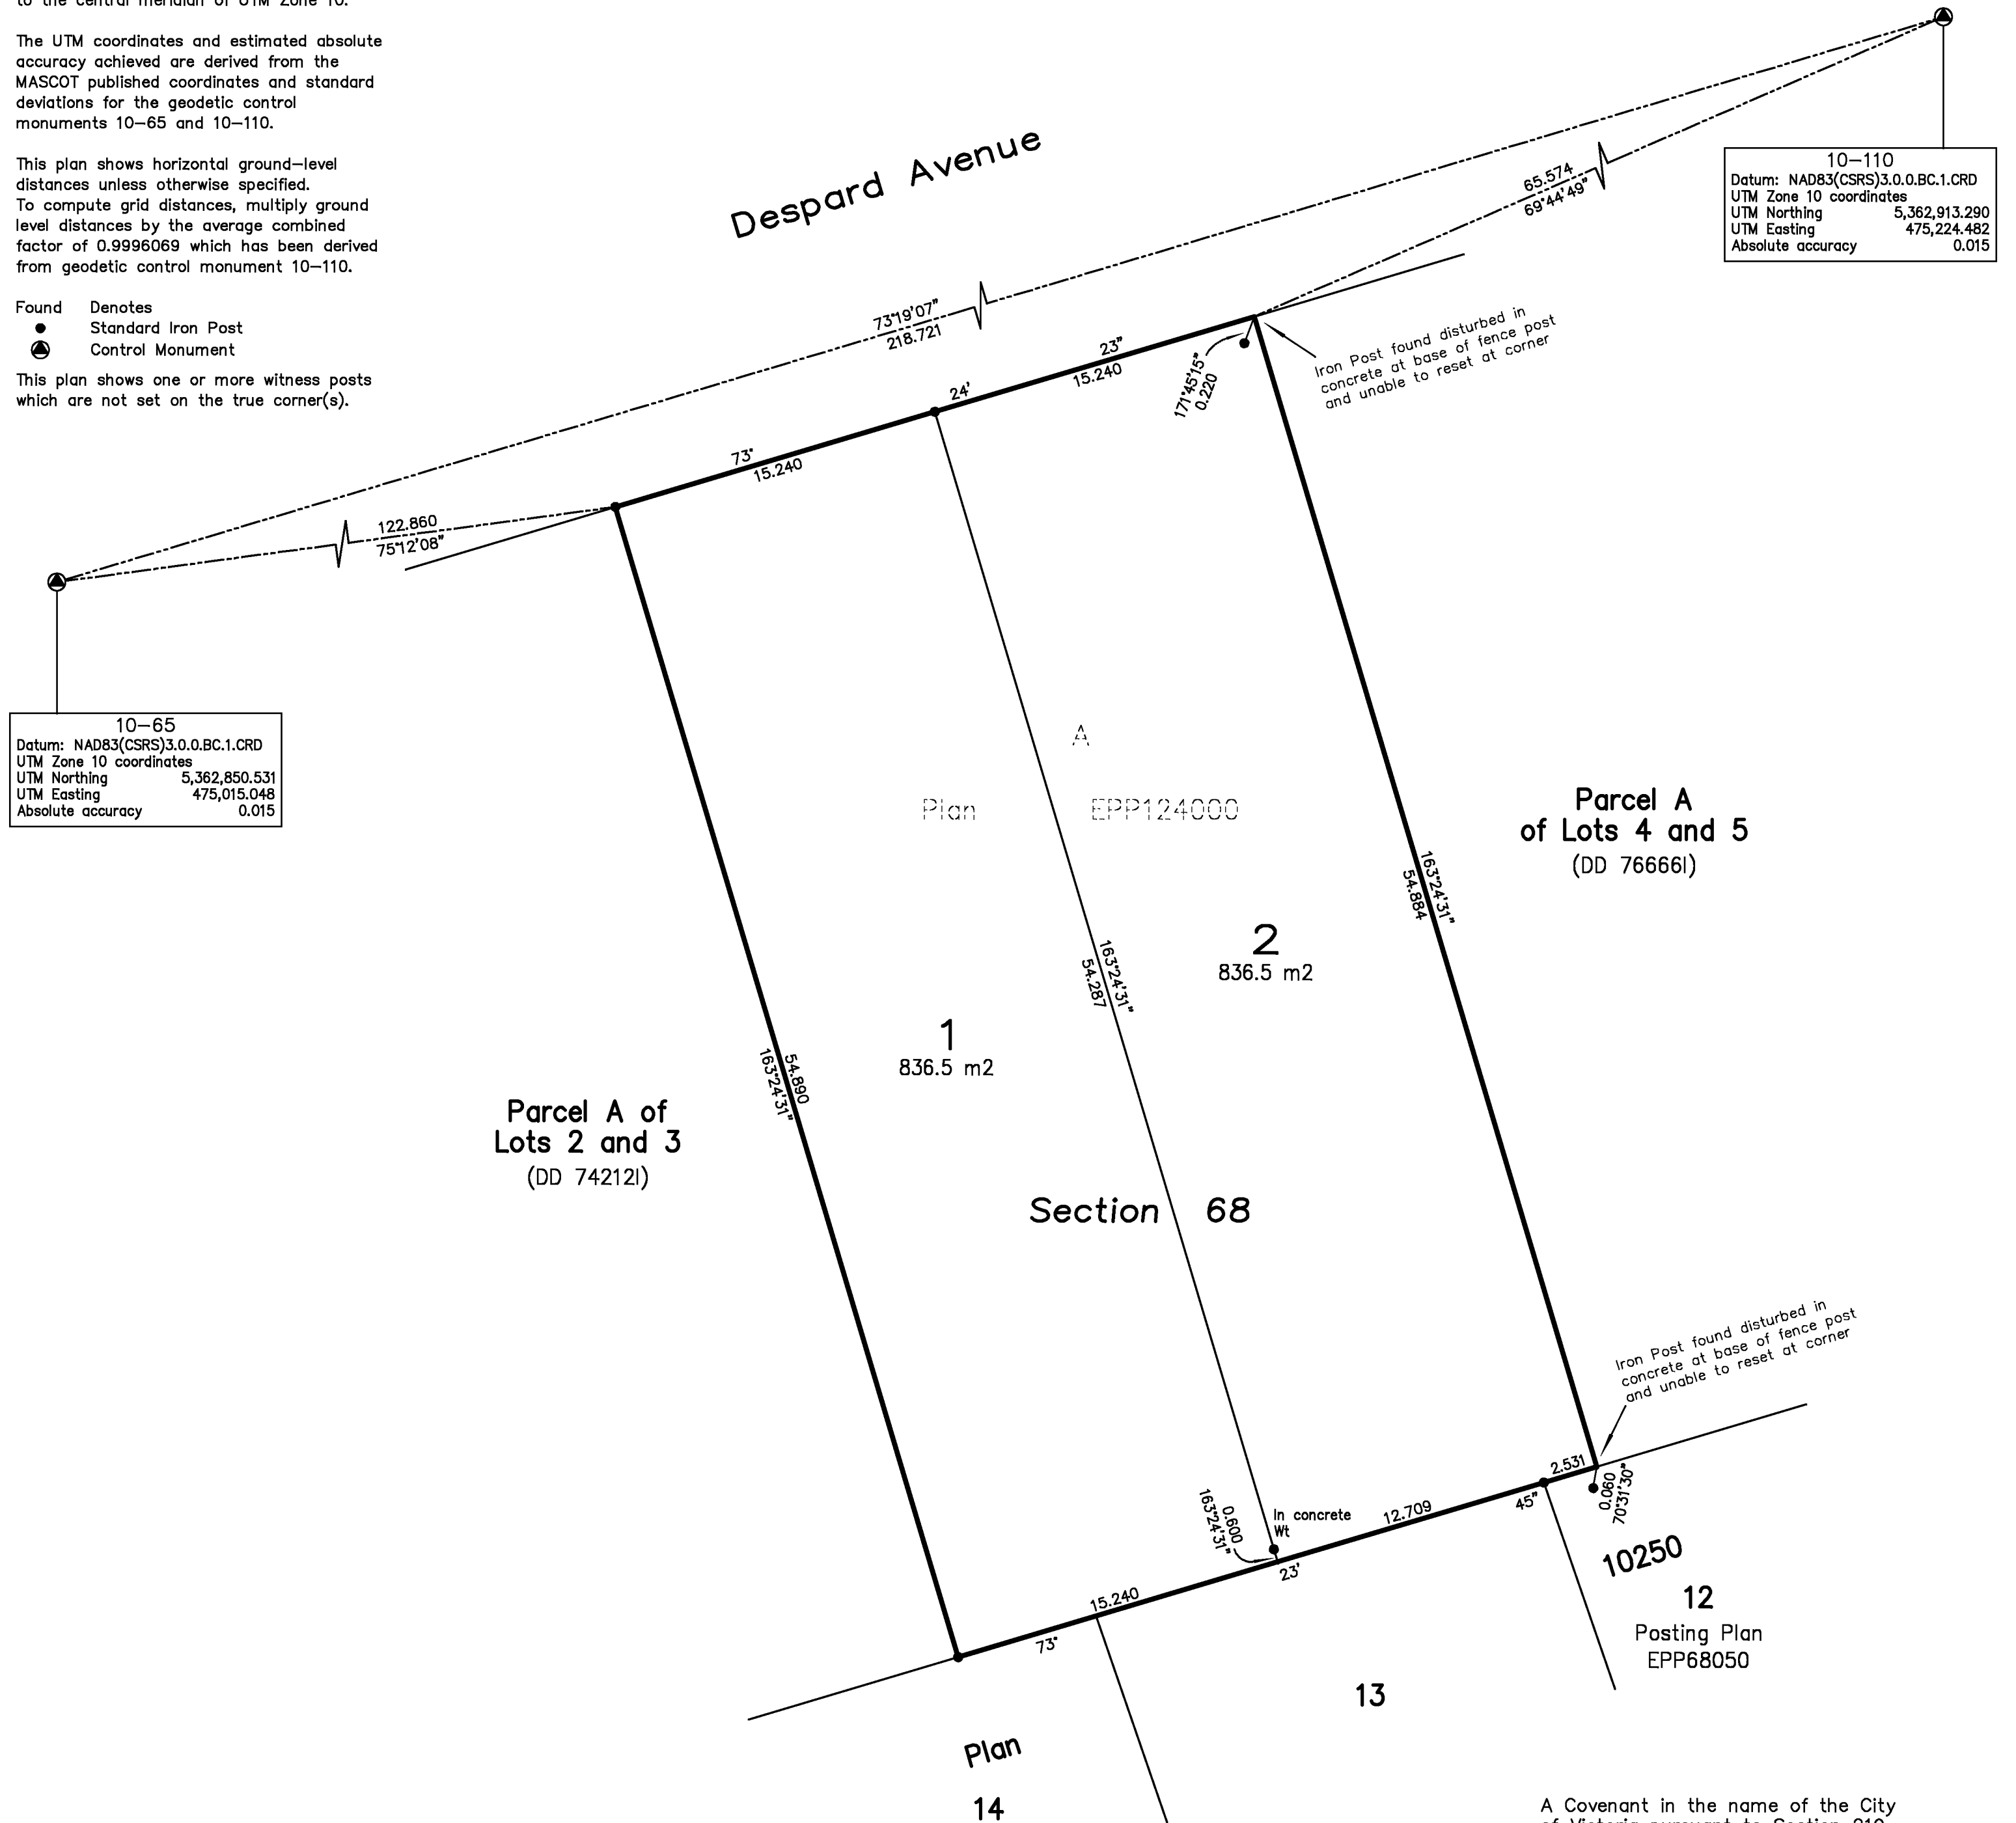 to the central meridian of UTM Zone 10.
The UTM coordinates and estimated absolute
accuracy achieved are derived from the
MASCOT published coordinates and standard
deviations for the geodetic control
monuments 10-65 and 10-110.
This plan shows horizontal ground-level
distances unless otherwise specified.
To compute grid distances, multiply ground
level distances by the average combined
factor of 0.9996069 which has been derived
from geodetic control monument 10-110.
Found Denotes
Standard Iron Post
Control Monument
This plan shows one or more witness posts
which are not set on the true corner(s).
Despard Avenue
10-110
Datum: NAD83(CSRS)3.0.0.BC.1.CRD
UTM Zone 10 coordinates
UTM Northing 5,362,913.290
UTM Easting 475,224.482
Absolute accuracy 0.015
65.574
69°44'49"
73°19'07"
218.721
23"
15.240
171°45'15"
0.220
Iron Post found disturbed in
concrete at base of fence post
and unable to reset at corner
24'
73°
15.240
122.860
75°12'08"
10-65
Datum: NAD83(CSRS)3.0.0.BC.1.CRD
UTM Zone 10 coordinates
UTM Northing 5,362,850.531
UTM Easting 475,015.048
Absolute accuracy 0.015
A
Plan EPP124000
Parcel A
of Lots 4 and 5
(DD 76666I)
163°24'31"
54.884
2
836.5 m2
163°24'31"
54.287
1
836.5 m2
54.890
163°24'31"
Parcel A of
Lots 2 and 3
(DD 74212I)
Section 68
Iron Post found disturbed in
concrete at base of fence post
and unable to reset at corner
2.531
0.060
70°31'30"
45"
12.709
In concrete
Wt
0.600
163°24'31"
23'
15.240
73°
10250
12
Posting Plan
EPP68050
13
Plan
14
A Covenant in the name of the City
of Victoria pursuant to Section 219